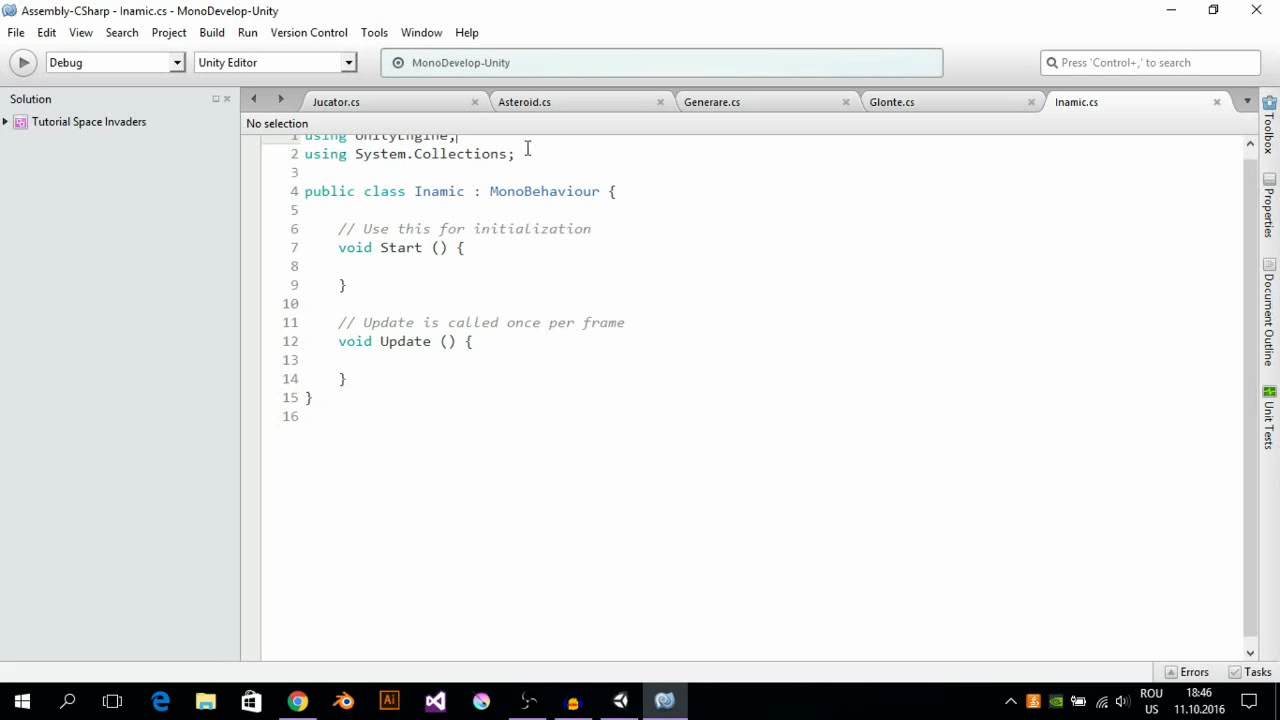 Assembly-CSharp - Inamic.cs - MonoDevelop-Unity
File Edit View Search Project Build Run Version Control Tools Window Help
Debug Unity Editor MonoDevelop-Unity Press 'Control+,' to search
Solution Jucator.cs Asteroid.cs Generare.cs Glonte.cs Inamic.cs
Tutorial Space Invaders No selection
1 using UnityEngine;
2 using System.Collections;
3
4 public class Inamic : MonoBehaviour {
5
6 // Use this for initialization
7 void Start () {
8
9 }
10
11 // Update is called once per frame
12 void Update () {
13
14 }
15 }
16
Toolbox
Properties
Document Outline
Unit Tests
Errors Tasks
Ai ROU 18:46
US 11.10.2016